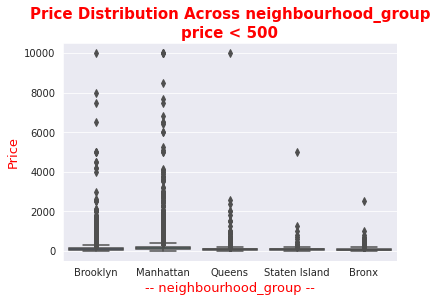 Price Distribution Across neighbourhood_group
price < 500
10000
8000
6000
4000
2000
0
Price
Brooklyn Manhattan Queens Staten Island Bronx
-- neighbourhood_group --